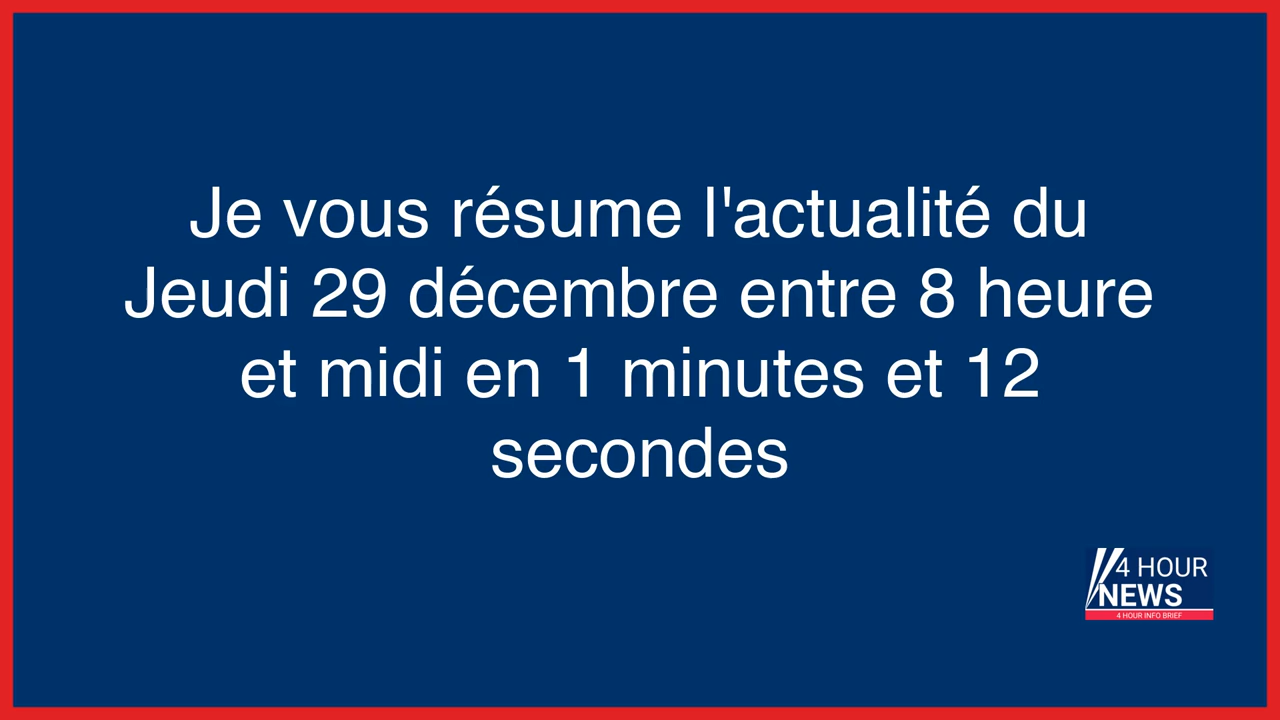 Je vous résume l'actualité du
Jeudi 29 décembre entre 8 heure
et midi en 1 minutes et 12
secondes
4 HOUR
NEWS
4 HOUR INFO BRIEF